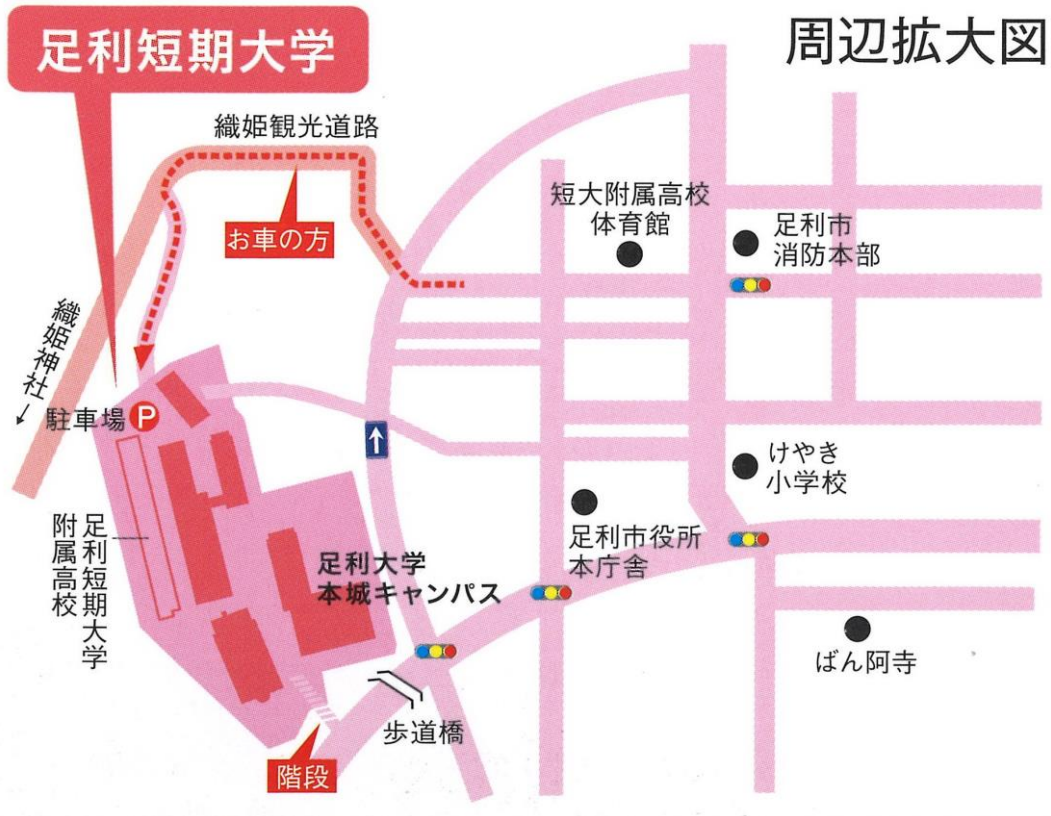 周辺拡大図
足利短期大学
織姫観光道路
お車の方
短大附属高校
体育館
足利市
消防本部
織姫神社
↓
駐車場 P
↑
けやき
小学校
足利市役所
本庁舎
足利短期大学
附属高校
足利大学
本城キャンパス
ばん阿寺
歩道橋
階段